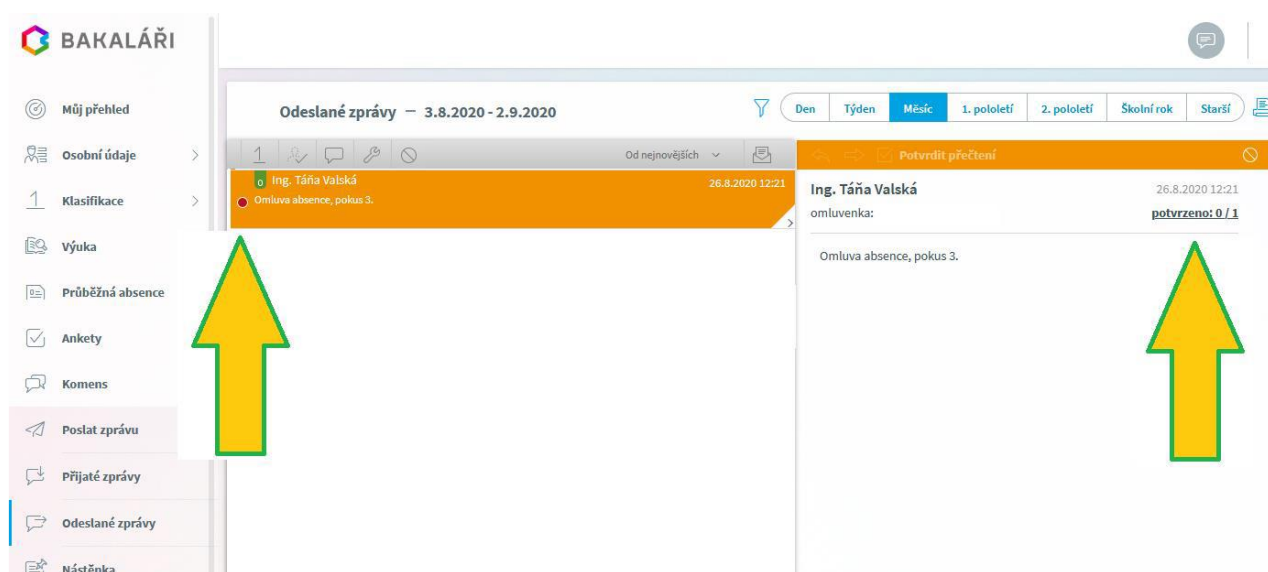 BAKALÁŘI
Můj přehled
Osobní údaje
1 Klasifikace
Výuka
Průběžná absence
Ankety
Komens
Poslat zprávu
Přijaté zprávy
Odeslané zprávy
Nástěnka
Odeslané zprávy – 3.8.2020 - 2.9.2020
Den Týden Měsíc 1. pololetí 2. pololetí Školní rok Starší
1 Od nejnovějších
0 Ing. Táňa Valská 26.8.2020 12:21
Omluva absence, pokus 3.
Potvrdit přečtení
Ing. Táňa Valská 26.8.2020 12:21
omluvenka: potvrzeno: 0 / 1
Omluva absence, pokus 3.